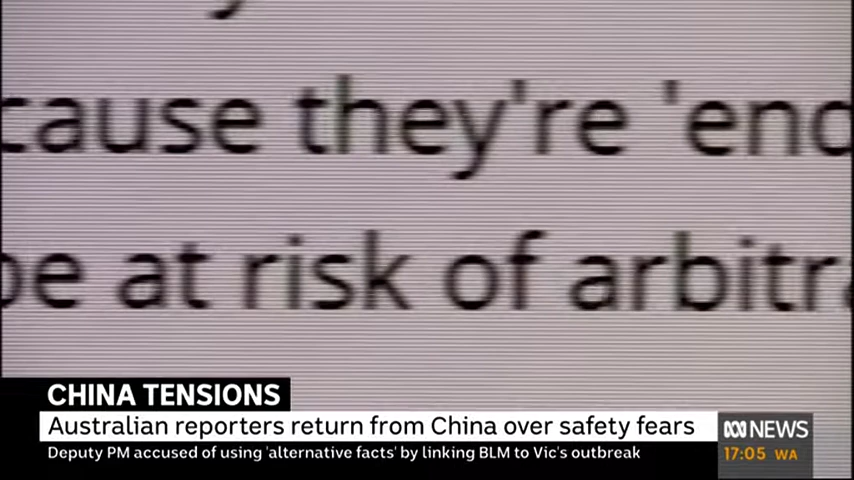 cause they're 'end
be at risk of arbitra
CHINA TENSIONS
Australian reporters return from China over safety fears
Deputy PM accused of using 'alternative facts' by linking BLM to Vic's outbreak
ABC NEWS
17:05 WA